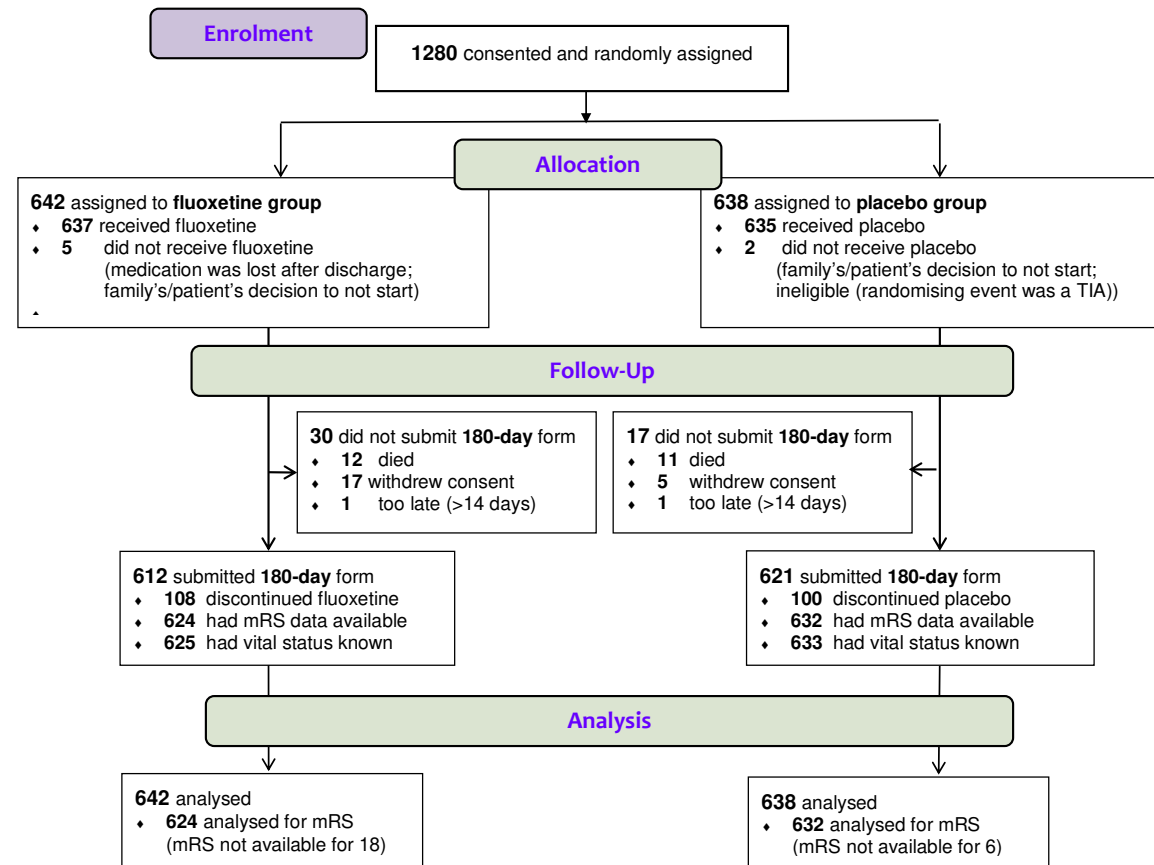 Enrolment
1280 consented and randomly assigned
Allocation
642 assigned to fluoxetine group
♦ 637 received fluoxetine
♦ 5 did not receive fluoxetine
(medication was lost after discharge;
family's/patient's decision to not start)
♦
638 assigned to placebo group
♦ 635 received placebo
♦ 2 did not receive placebo
(family's/patient's decision to not start;
ineligible (randomising event was a TIA))
Follow-Up
30 did not submit 180-day form
♦ 12 died
♦ 17 withdrew consent
♦ 1 too late (>14 days)
17 did not submit 180-day form
♦ 11 died
♦ 5 withdrew consent
♦ 1 too late (>14 days)
612 submitted 180-day form
♦ 108 discontinued fluoxetine
♦ 624 had mRS data available
♦ 625 had vital status known
621 submitted 180-day form
♦ 100 discontinued placebo
♦ 632 had mRS data available
♦ 633 had vital status known
Analysis
642 analysed
♦ 624 analysed for mRS
(mRS not available for 18)
638 analysed
♦ 632 analysed for mRS
(mRS not available for 6)